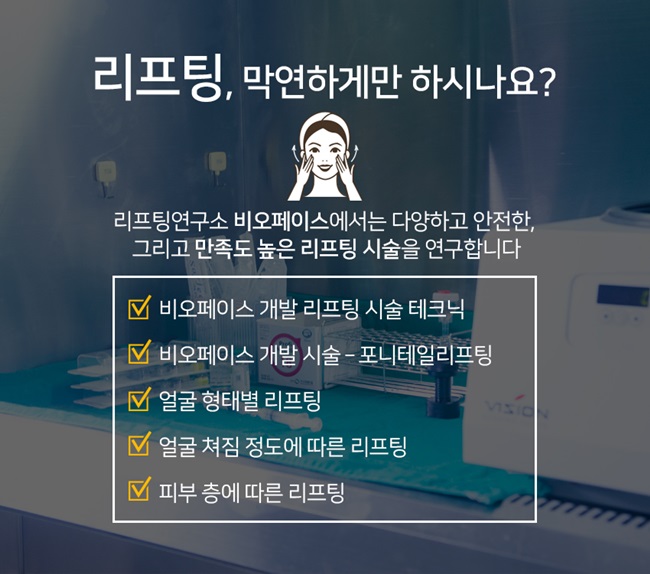 리프팅, 막연하게만 하시나요?
리프팅연구소 비오페이스에서는 다양하고 안전한,
그리고 만족도 높은 리프팅 시술을 연구합니다
비오페이스 개발 리프팅 시술 테크닉
비오페이스 개발 시술 – 포니테일리프팅
얼굴 형태별 리프팅
얼굴 쳐짐 정도에 따른 리프팅
피부 층에 따른 리프팅
VISION